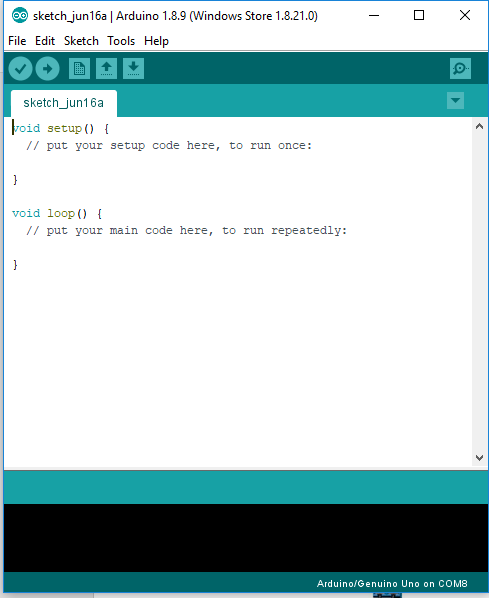 sketch_jun16a | Arduino 1.8.9 (Windows Store 1.8.21.0)
File Edit Sketch Tools Help
sketch_jun16a
void setup() {
  // put your setup code here, to run once:
}
void loop() {
  // put your main code here, to run repeatedly:
}
Arduino/Genuino Uno on COM8